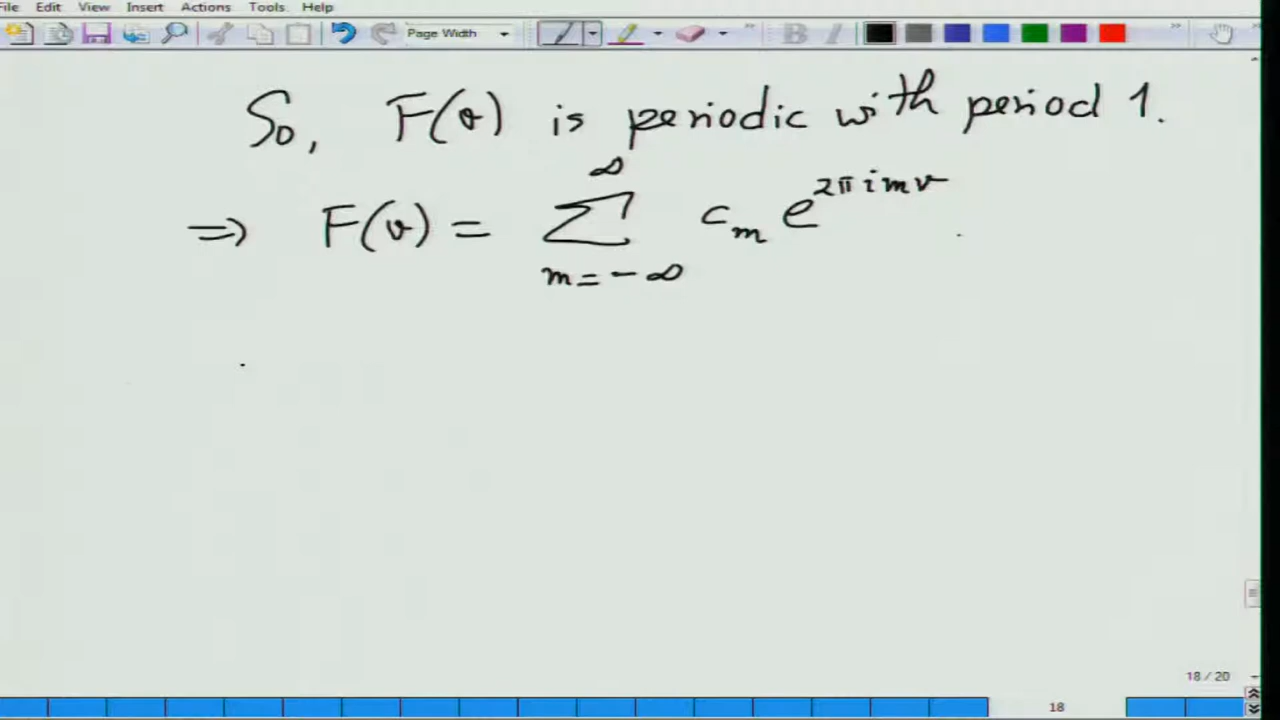 File Edit View Insert Actions Tools Help
Page Width
So, F(v) is periodic with period 1.
⇒ F(v) = ∑_{m=-∞}^{∞} c_m e^{2πimv}
18 / 20
18